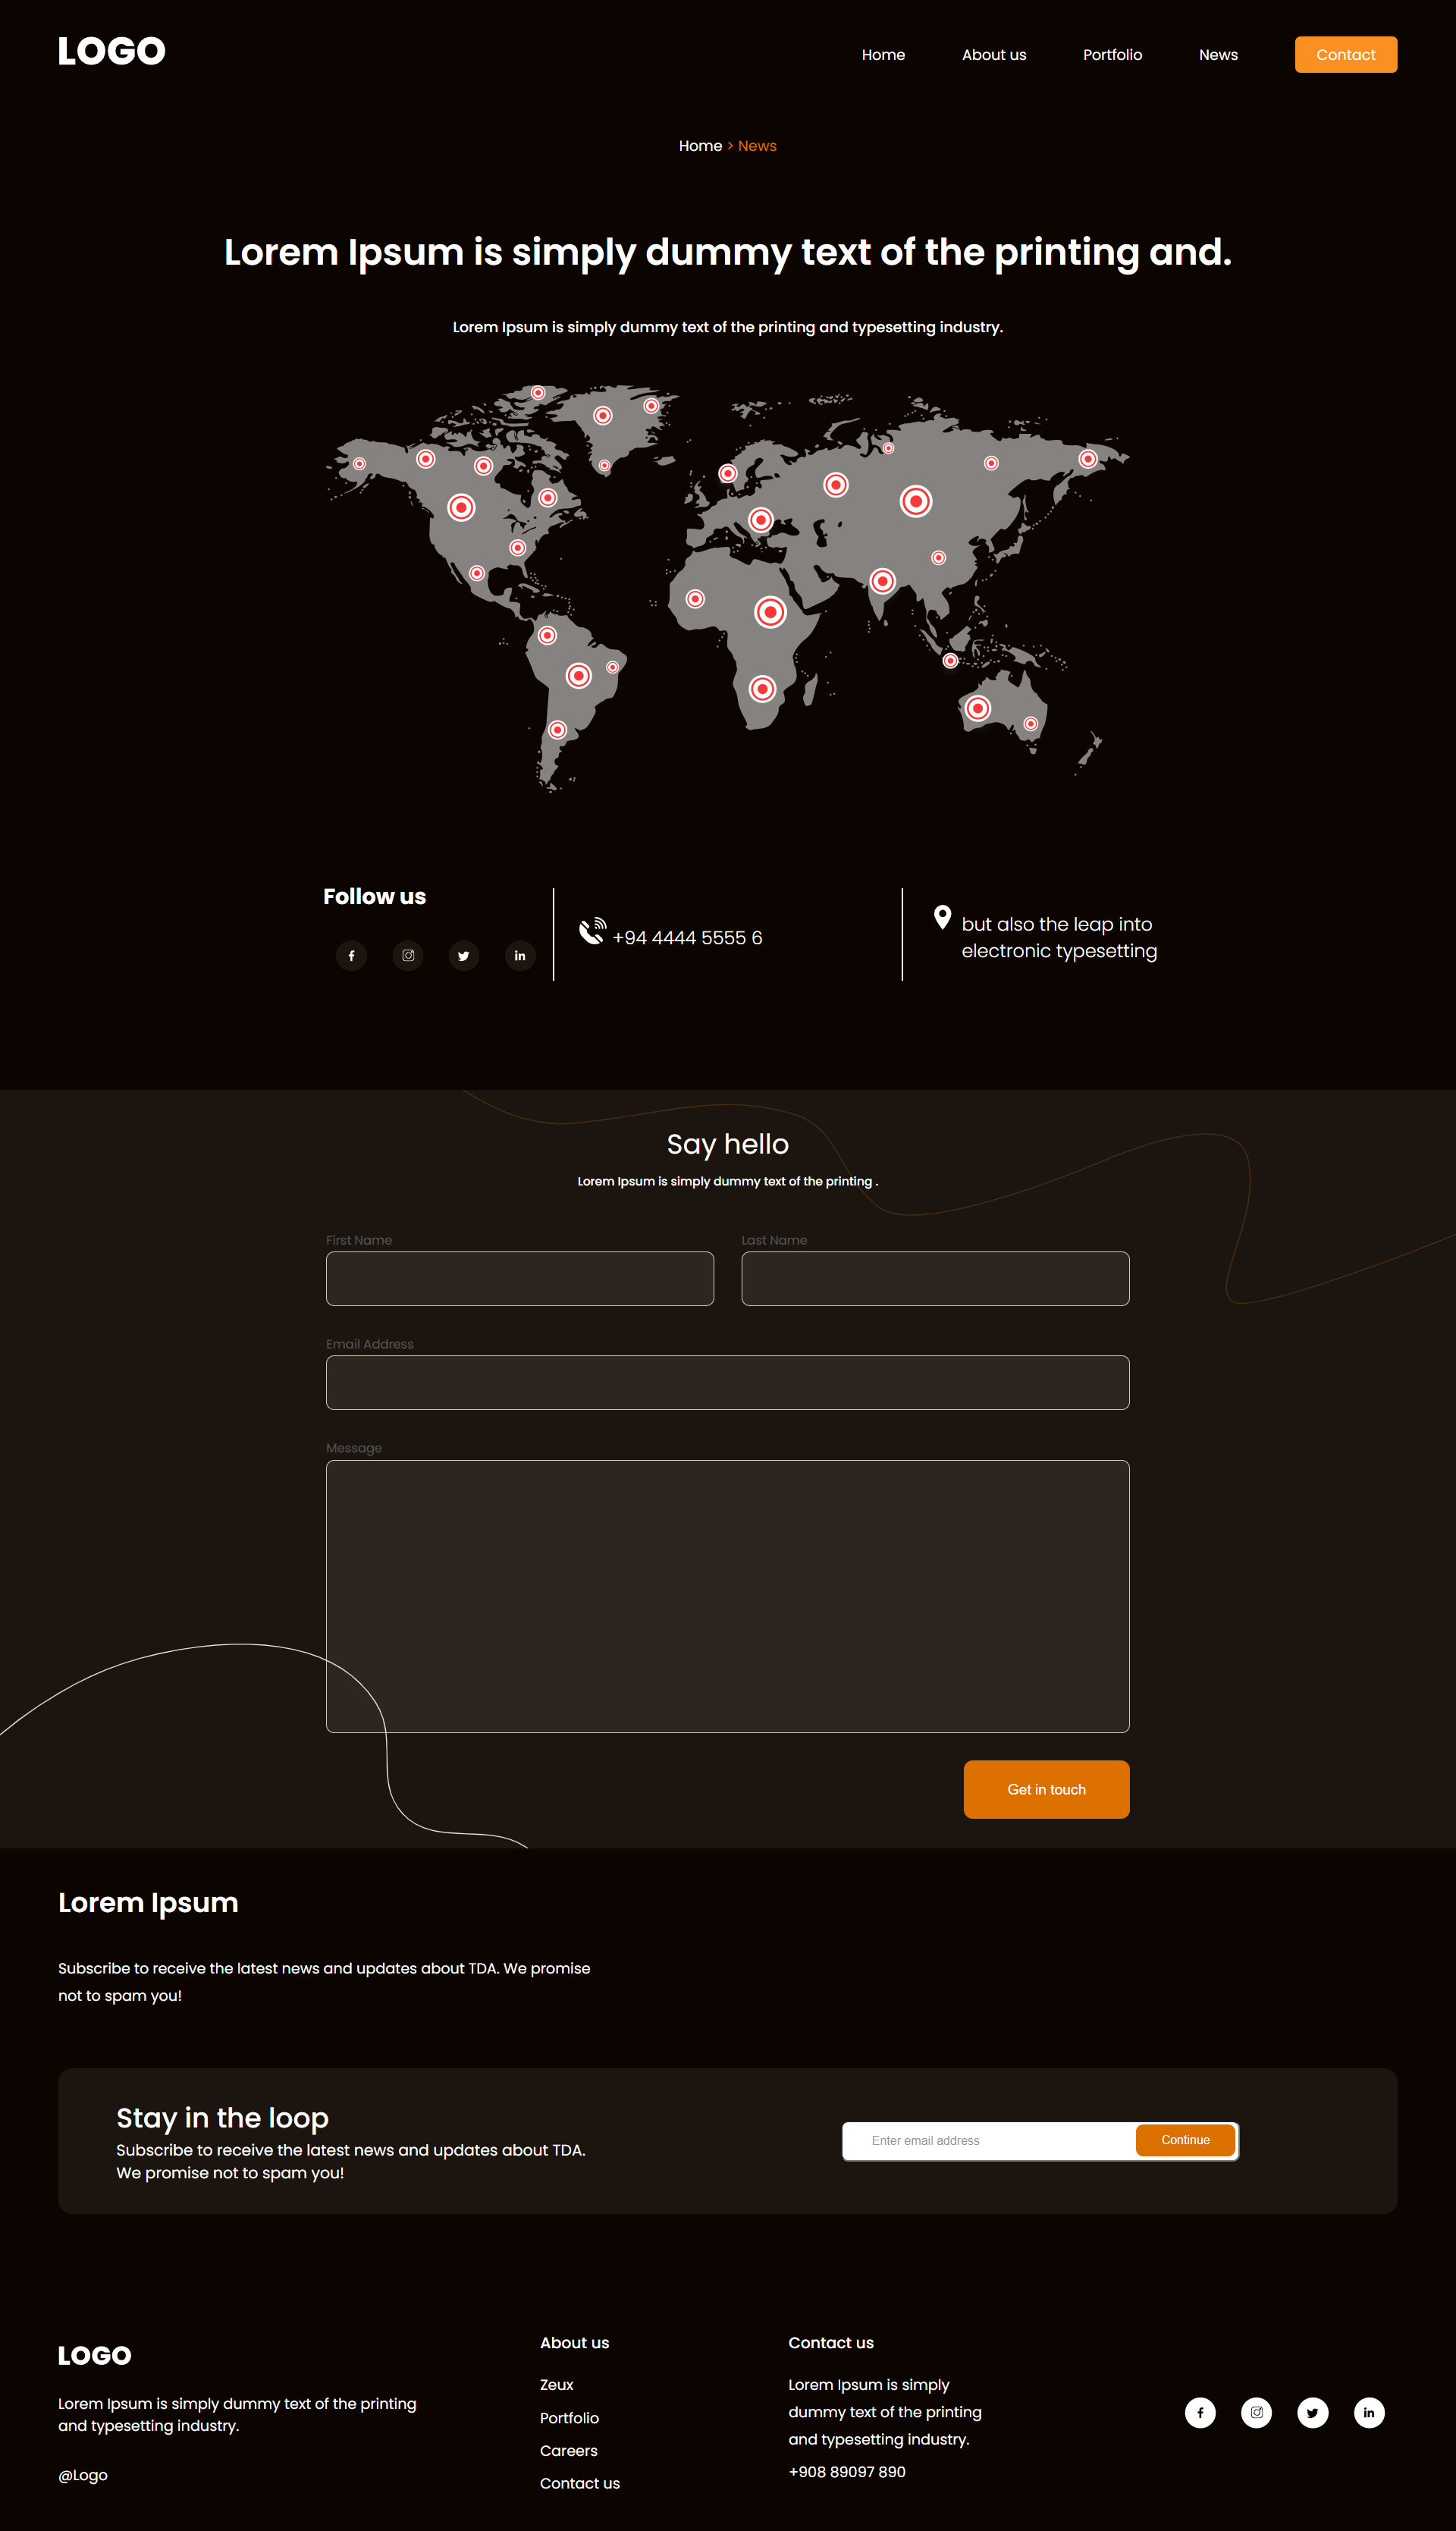 LOGO
Home
About us
Portfolio
News
Contact
Home > News
Lorem Ipsum is simply dummy text of the printing and.
Lorem Ipsum is simply dummy text of the printing and typesetting industry.
Follow us
+94 4444 5555 6
but also the leap into
electronic typesetting
Say hello
Lorem Ipsum is simply dummy text of the printing .
First Name
Last Name
Email Address
Message
Get in touch
Lorem Ipsum
Subscribe to receive the latest news and updates about TDA. We promise
not to spam you!
Stay in the loop
Subscribe to receive the latest news and updates about TDA.
We promise not to spam you!
Enter email address
Continue
LOGO
Lorem Ipsum is simply dummy text of the printing
and typesetting industry.
@Logo
About us
Zeux
Portfolio
Careers
Contact us
Contact us
Lorem Ipsum is simply
dummy text of the printing
and typesetting industry.
+908 89097 890